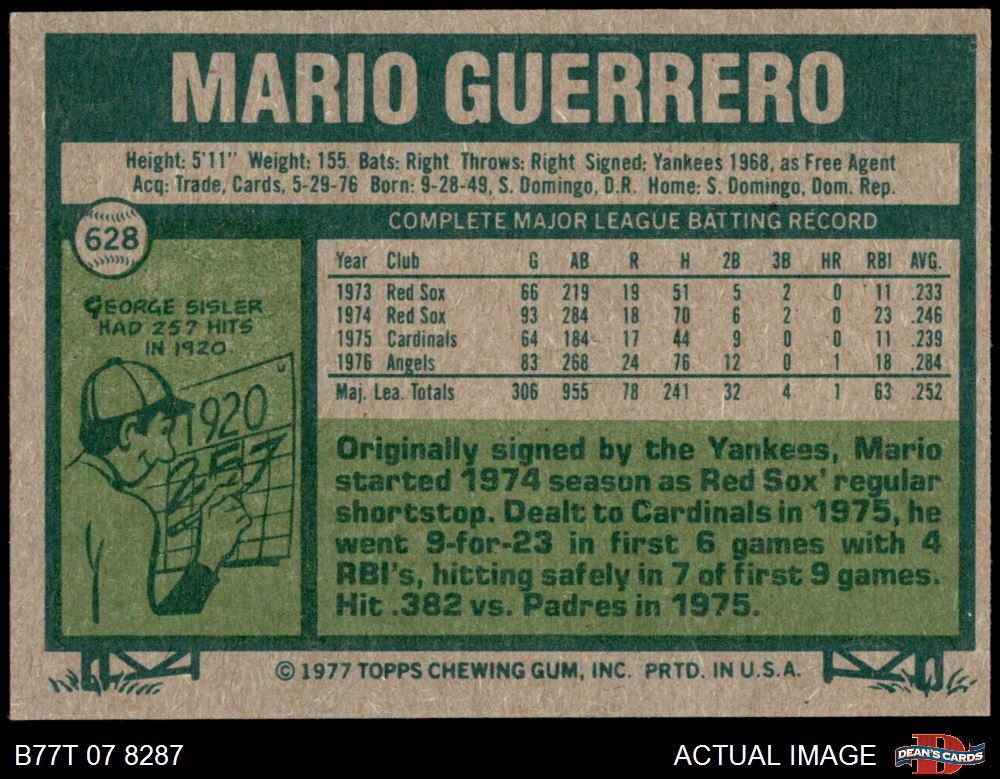 MARIO GUERRERO
Height: 5'11" Weight: 155 Bats: Right Throws: Right Signed: Yankees 1968, as Free Agent
Acq: Trade, Cards, 5-29-76 Born: 9-28-49, S. Domingo, D.R. Home: S. Domingo, Dom. Rep.
628
COMPLETE MAJOR LEAGUE BATTING RECORD
Year Club G AB R H 2B 3B HR RBI AVG.
1973 Red Sox 66 219 19 51 5 2 0 11 .233
1974 Red Sox 93 284 18 70 6 2 0 23 .246
1975 Cardinals 64 184 17 44 9 0 0 11 .239
1976 Angels 83 268 24 76 12 0 1 18 .284
Maj. Lea. Totals 306 955 78 241 32 4 1 63 .252
GEORGE SISLER
HAD 257 HITS
IN 1920.
1920
257
Originally signed by the Yankees, Mario
started 1974 season as Red Sox' regular
shortstop. Dealt to Cardinals in 1975, he
went 9-for-23 in first 6 games with 4
RBI's, hitting safely in 7 of first 9 games.
Hit .382 vs. Padres in 1975.
© 1977 TOPPS CHEWING GUM, INC. PRTD. IN U.S.A.
B77T 07 8287
ACTUAL IMAGE
DEAN'S CARDS